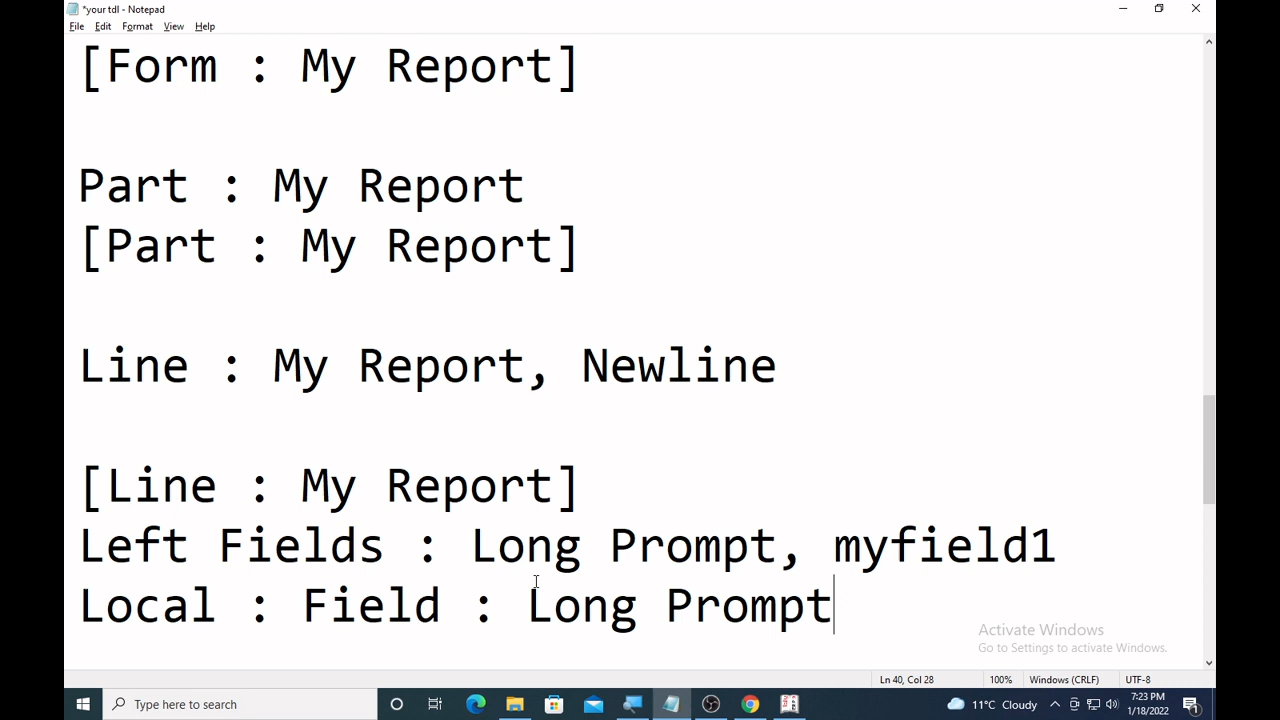 *your tdl - Notepad
File Edit Format View Help
[Form : My Report]
Part : My Report
[Part : My Report]
Line : My Report, Newline
[Line : My Report]
Left Fields : Long Prompt, myfield1
Local : Field : Long Prompt
Activate Windows
Go to Settings to activate Windows.
Ln 40, Col 28 100% Windows (CRLF) UTF-8
Type here to search
11°C Cloudy
7:23 PM
1/18/2022
1